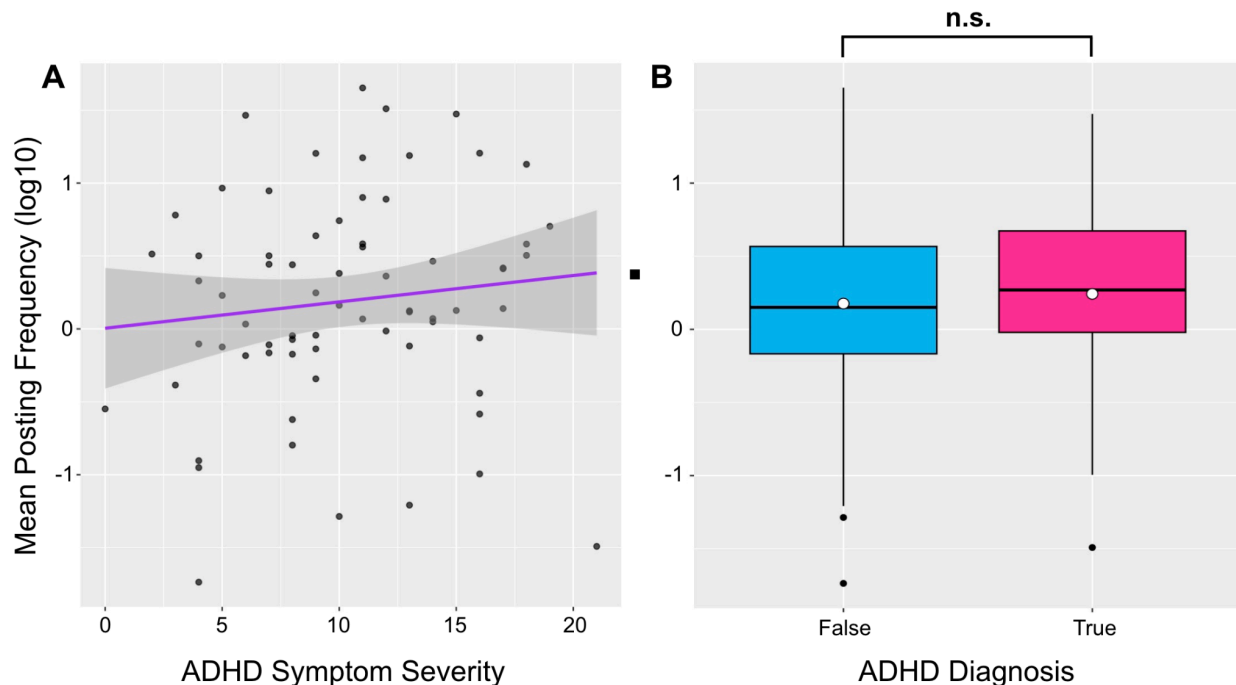 n.s.
A
B
Mean Posting Frequency (log10)
1
0
-1
0 5 10 15 20
ADHD Symptom Severity
1
0
-1
False True
ADHD Diagnosis